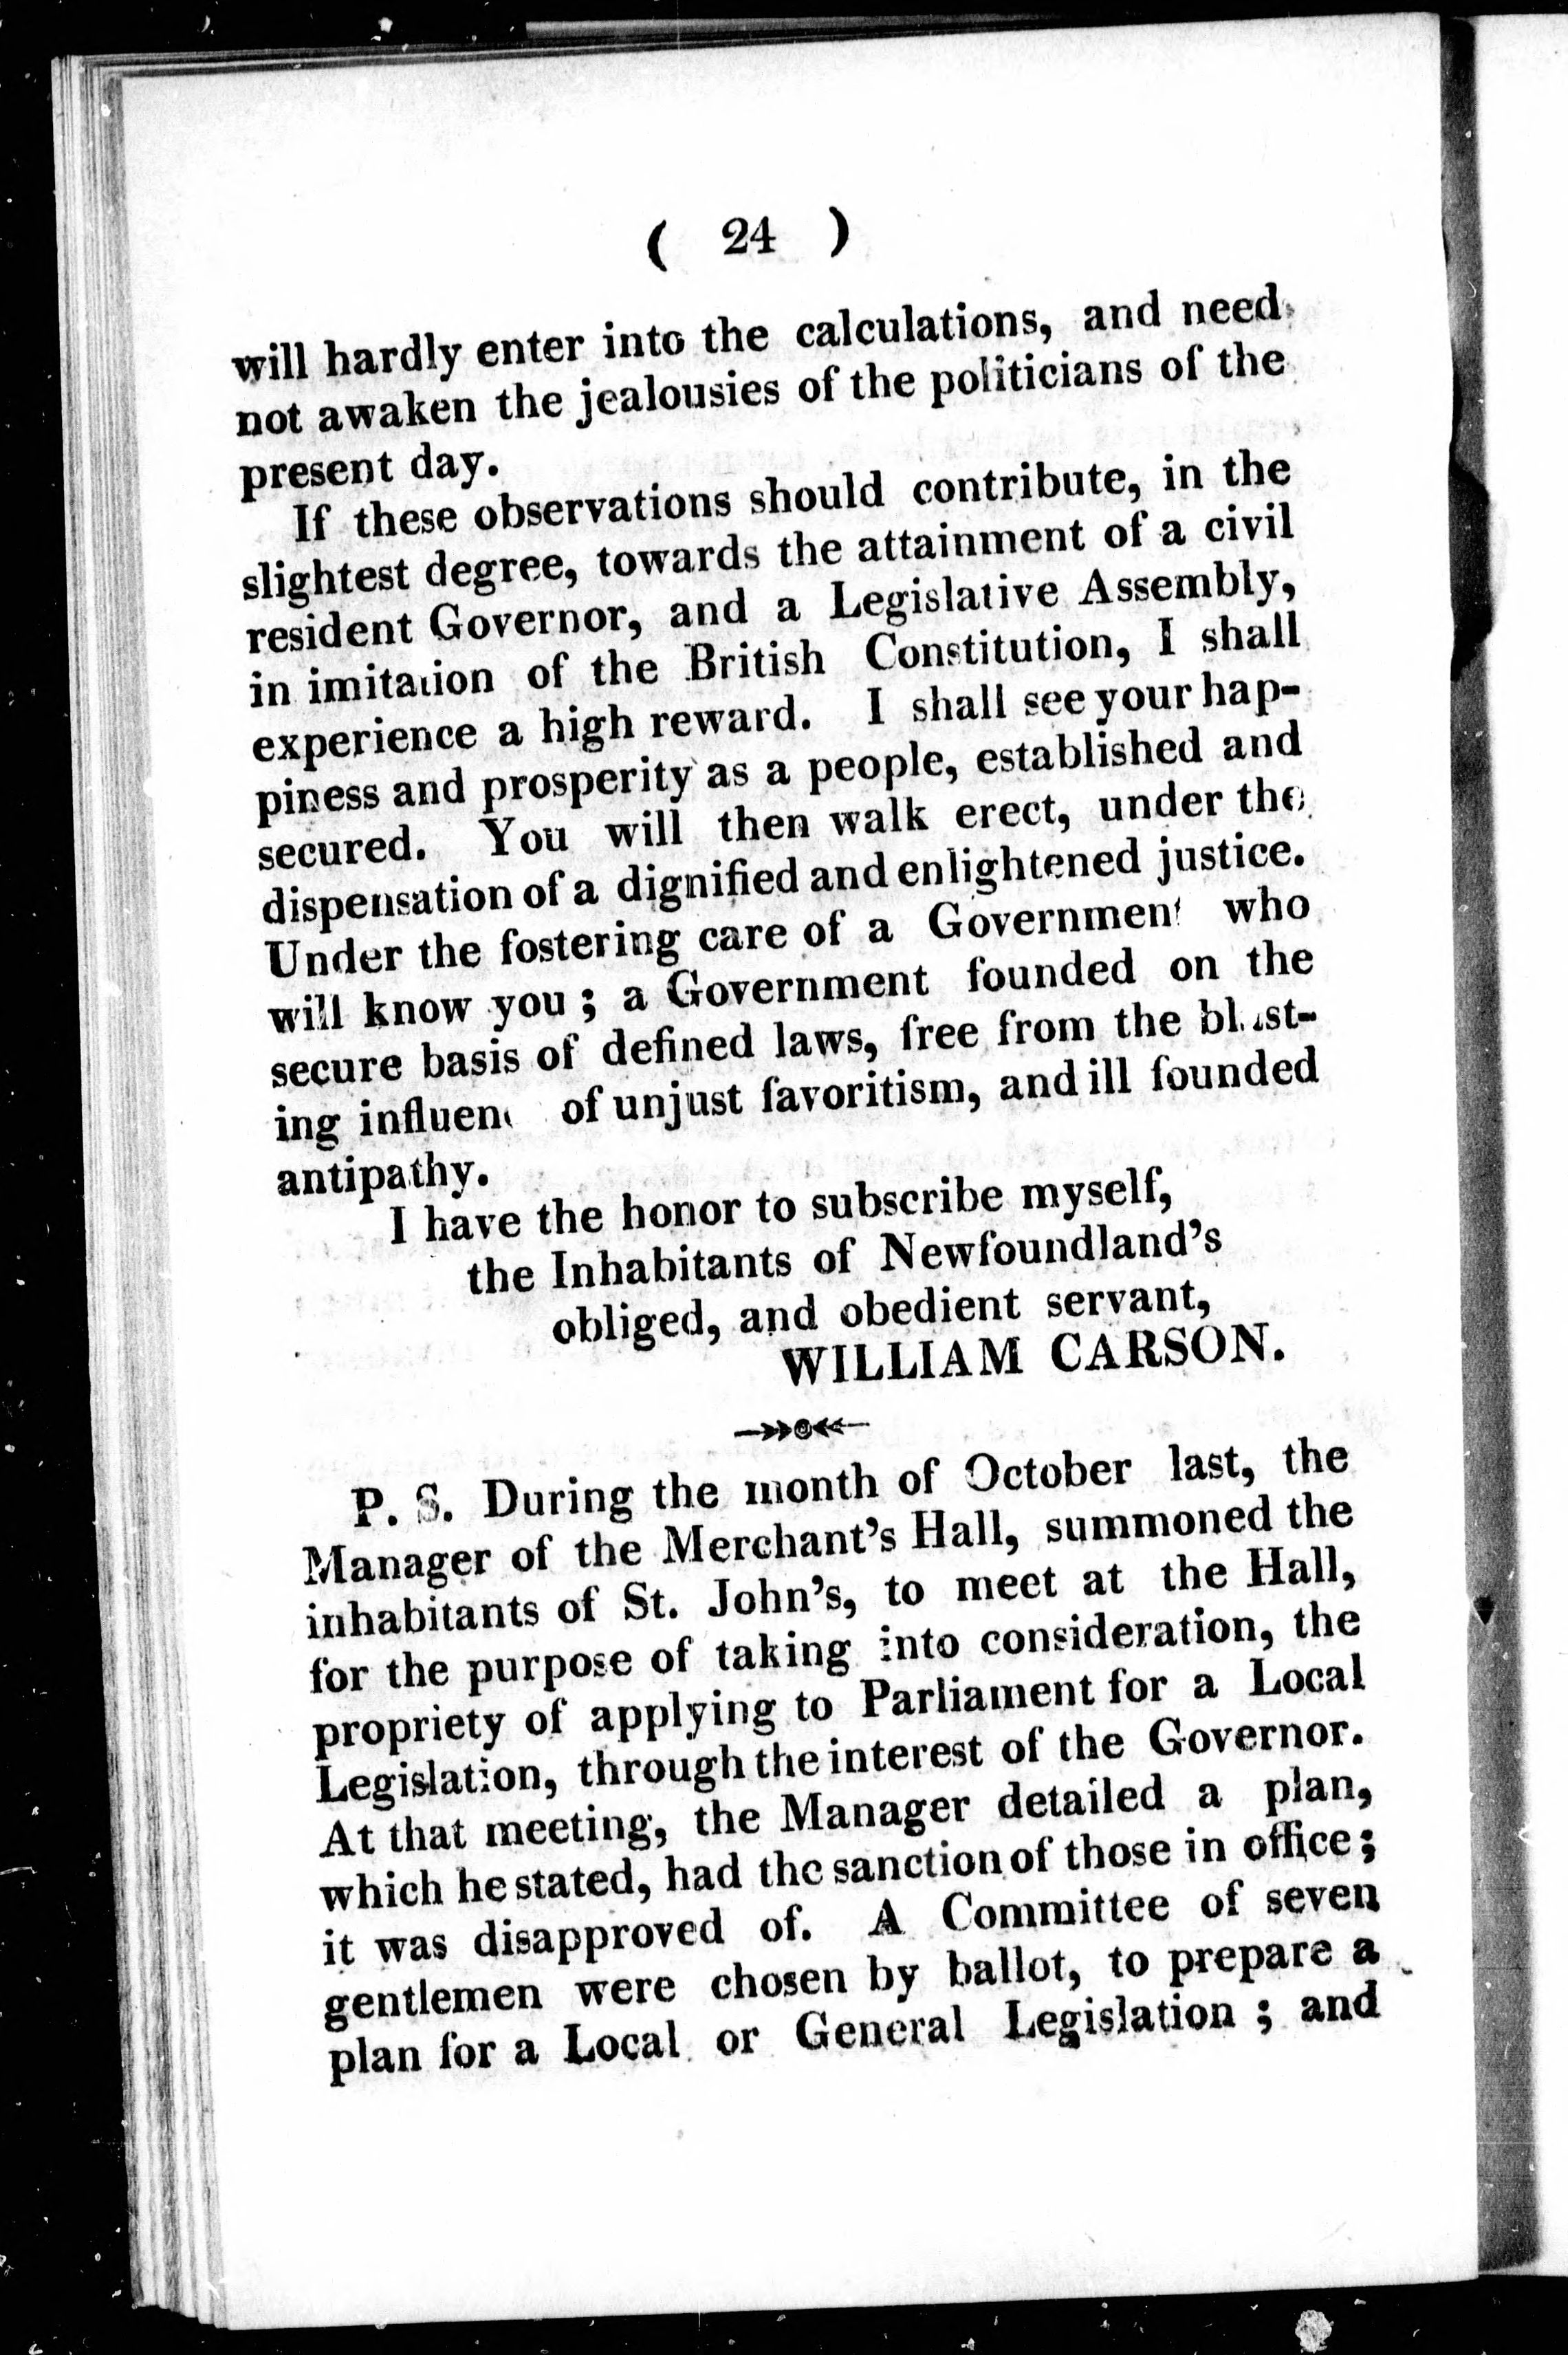 ( 24 )
will hardly enter into the calculations, and need
not awaken the jealousies of the politicians of the
present day.
If these observations should contribute, in the
slightest degree, towards the attainment of a civil
resident Governor, and a Legislative Assembly,
in imitation of the British Constitution, I shall
experience a high reward. I shall see your hap-
piness and prosperity as a people, established and
secured. You will then walk erect, under the
dispensation of a dignified and enlightened justice.
Under the fostering care of a Government who
will know you ; a Government founded on the
secure basis of defined laws, free from the blast-
ing influen of unjust favoritism, and ill founded
antipathy.
I have the honor to subscribe myself,
the Inhabitants of Newfoundland's
obliged, and obedient servant,
WILLIAM CARSON.
P. S. During the month of October last, the
Manager of the Merchant's Hall, summoned the
inhabitants of St. John's, to meet at the Hall,
for the purpose of taking into consideration, the
propriety of applying to Parliament for a Local
Legislation, through the interest of the Governor.
At that meeting, the Manager detailed a plan,
which he stated, had the sanction of those in office ;
it was disapproved of. A Committee of seven
gentlemen were chosen by ballot, to prepare a
plan for a Local or General Legislation ; and